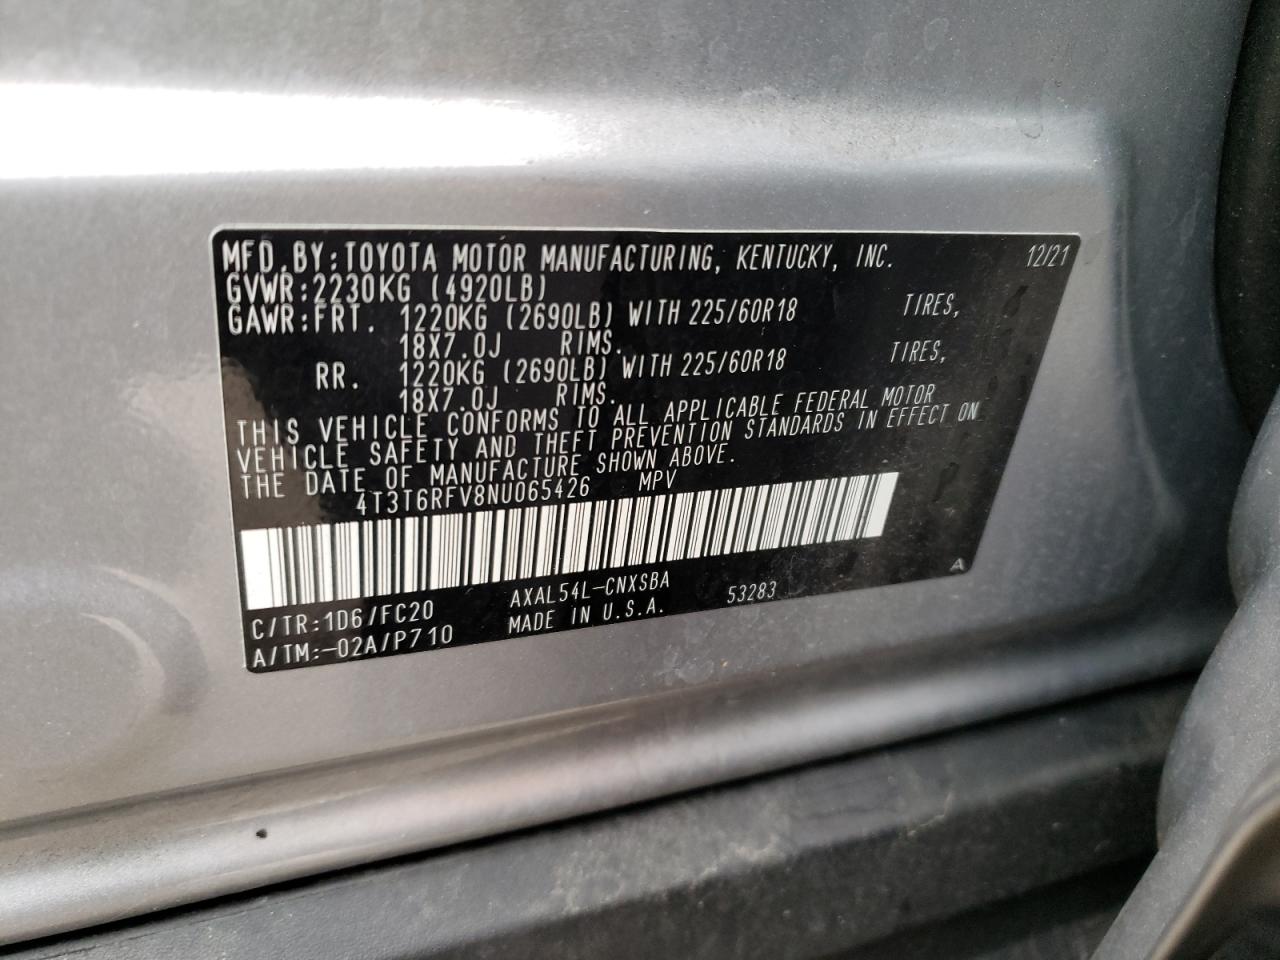 MFD.BY:TOYOTA MOTOR MANUFACTURING, KENTUCKY, INC. 12/21
GVWR:2230KG (4920LB)
GAWR:FRT. 1220KG (2690LB) WITH 225/60R18 TIRES,
18X7.0J RIMS.
RR. 1220KG (2690LB) WITH 225/60R18 TIRES,
18X7.0J RIMS.
THIS VEHICLE CONFORMS TO ALL APPLICABLE FEDERAL MOTOR
VEHICLE SAFETY AND THEFT PREVENTION STANDARDS IN EFFECT ON
THE DATE OF MANUFACTURE SHOWN ABOVE.
4T3T6RFV8NU065426 MPV
C/TR:1D6/FC20 AXAL54L-CNXSBA 53283 A
A/TM:-02A/P710 MADE IN U.S.A.